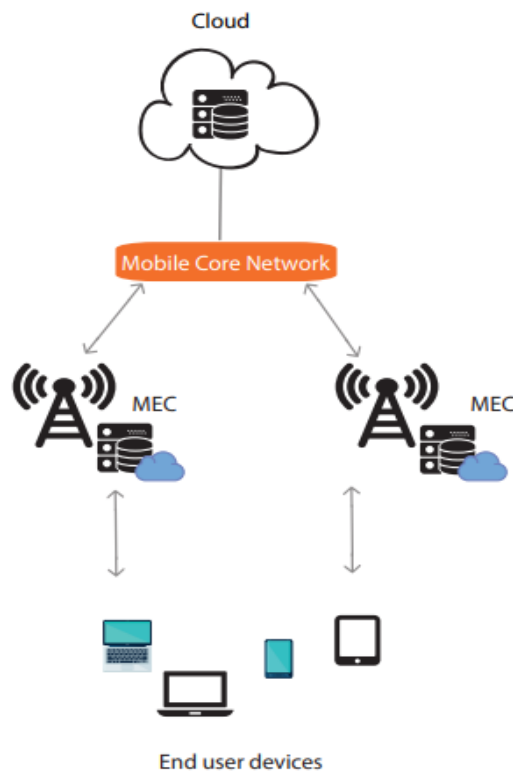 Cloud
Mobile Core Network
MEC
MEC
End user devices